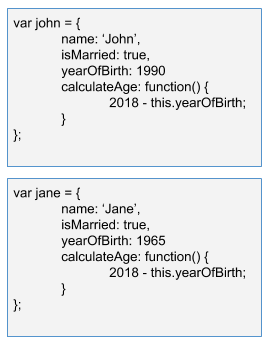 var john = {
name: ‘John’,
isMarried: true,
yearOfBirth: 1990
calculateAge: function() {
2018 - this.yearOfBirth;
}
};
var jane = {
name: ‘Jane’,
isMarried: true,
yearOfBirth: 1965
calculateAge: function() {
2018 - this.yearOfBirth;
}
};